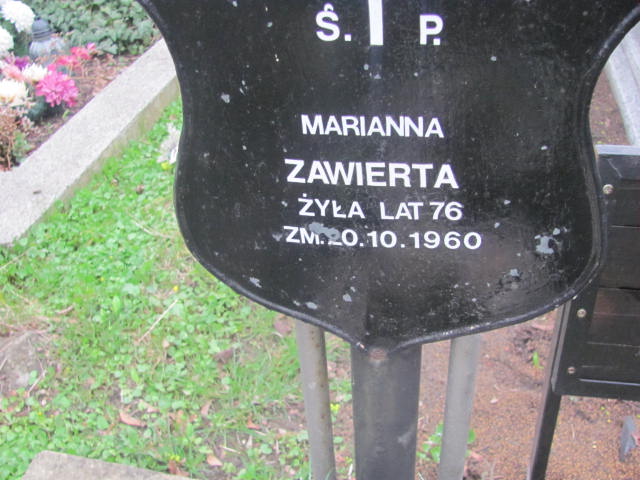 Ś. P.
MARIANNA
ZAWIERTA
ŻYŁA LAT 76
ZM. 20.10.1960